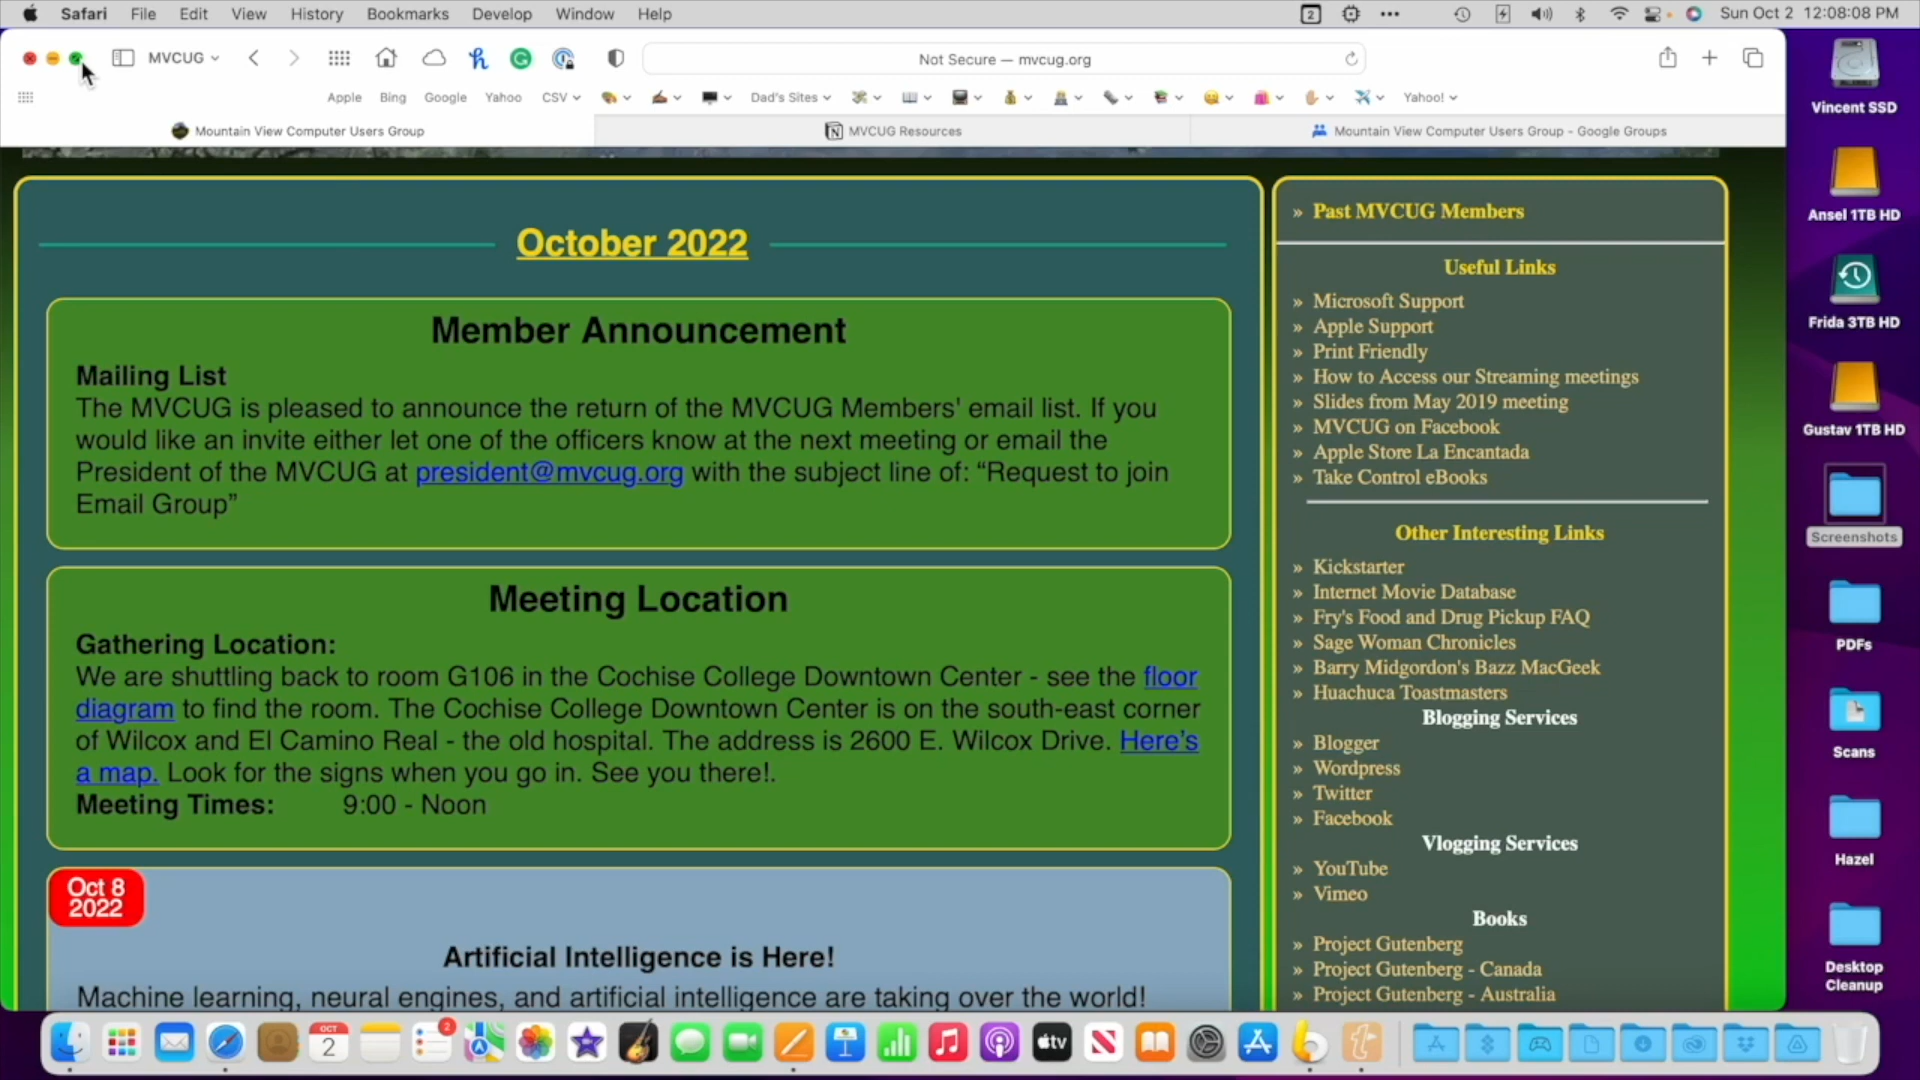 Safari File Edit View History Bookmarks Develop Window Help 2 Sun Oct 2 12:08:08 PM
MVCUG Not Secure — mvcug.org
Apple Bing Google Yahoo CSV Dad's Sites Yahoo!
Mountain View Computer Users Group MVCUG Resources Mountain View Computer Users Group - Google Groups
October 2022
Member Announcement
Mailing List
The MVCUG is pleased to announce the return of the MVCUG Members' email list. If you
would like an invite either let one of the officers know at the next meeting or email the
President of the MVCUG at president@mvcug.org with the subject line of: “Request to join
Email Group”
Meeting Location
Gathering Location:
We are shuttling back to room G106 in the Cochise College Downtown Center - see the floor
diagram to find the room. The Cochise College Downtown Center is on the south-east corner
of Wilcox and El Camino Real - the old hospital. The address is 2600 E. Wilcox Drive. Here’s
a map. Look for the signs when you go in. See you there!.
Meeting Times: 9:00 - Noon
Oct 8
2022
Artificial Intelligence is Here!
Machine learning, neural engines, and artificial intelligence are taking over the world!
» Past MVCUG Members
Useful Links
» Microsoft Support
» Apple Support
» Print Friendly
» How to Access our Streaming meetings
» Slides from May 2019 meeting
» MVCUG on Facebook
» Apple Store La Encantada
» Take Control eBooks
Other Interesting Links
» Kickstarter
» Internet Movie Database
» Fry's Food and Drug Pickup FAQ
» Sage Woman Chronicles
» Barry Midgordon's Bazz MacGeek
» Huachuca Toastmasters
Blogging Services
» Blogger
» Wordpress
» Twitter
» Facebook
Vlogging Services
» YouTube
» Vimeo
Books
» Project Gutenberg
» Project Gutenberg - Canada
» Project Gutenberg - Australia
Vincent SSD
Ansel 1TB HD
Frida 3TB HD
Gustav 1TB HD
Screenshots
PDFs
Scans
Hazel
Desktop
Cleanup
OCT
2
2
tv